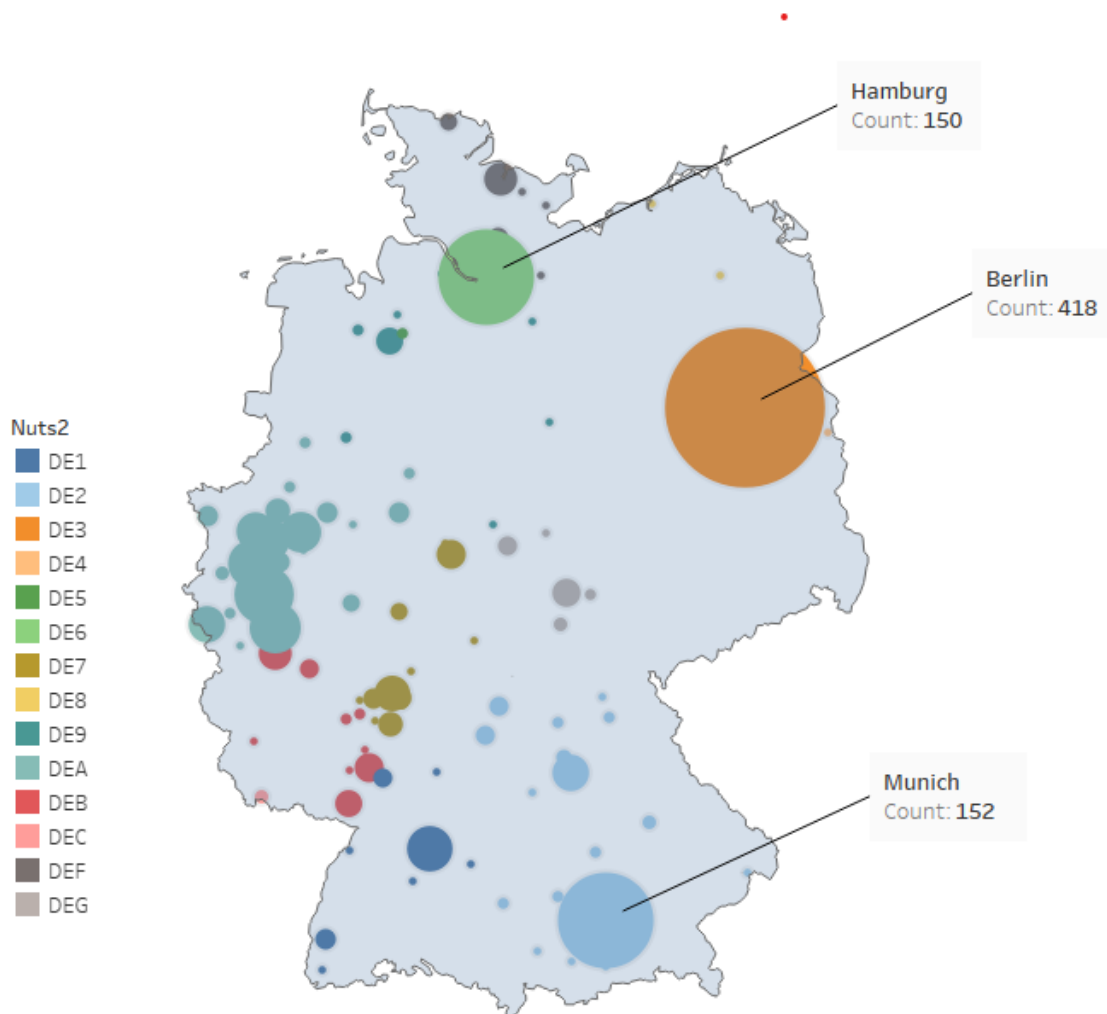 Hamburg
Count: 150
Berlin
Count: 418
Nuts2
DE1
DE2
DE3
DE4
DE5
DE6
DE7
DE8
DE9
DEA
DEB
DEC
DEF
DEG
Munich
Count: 152